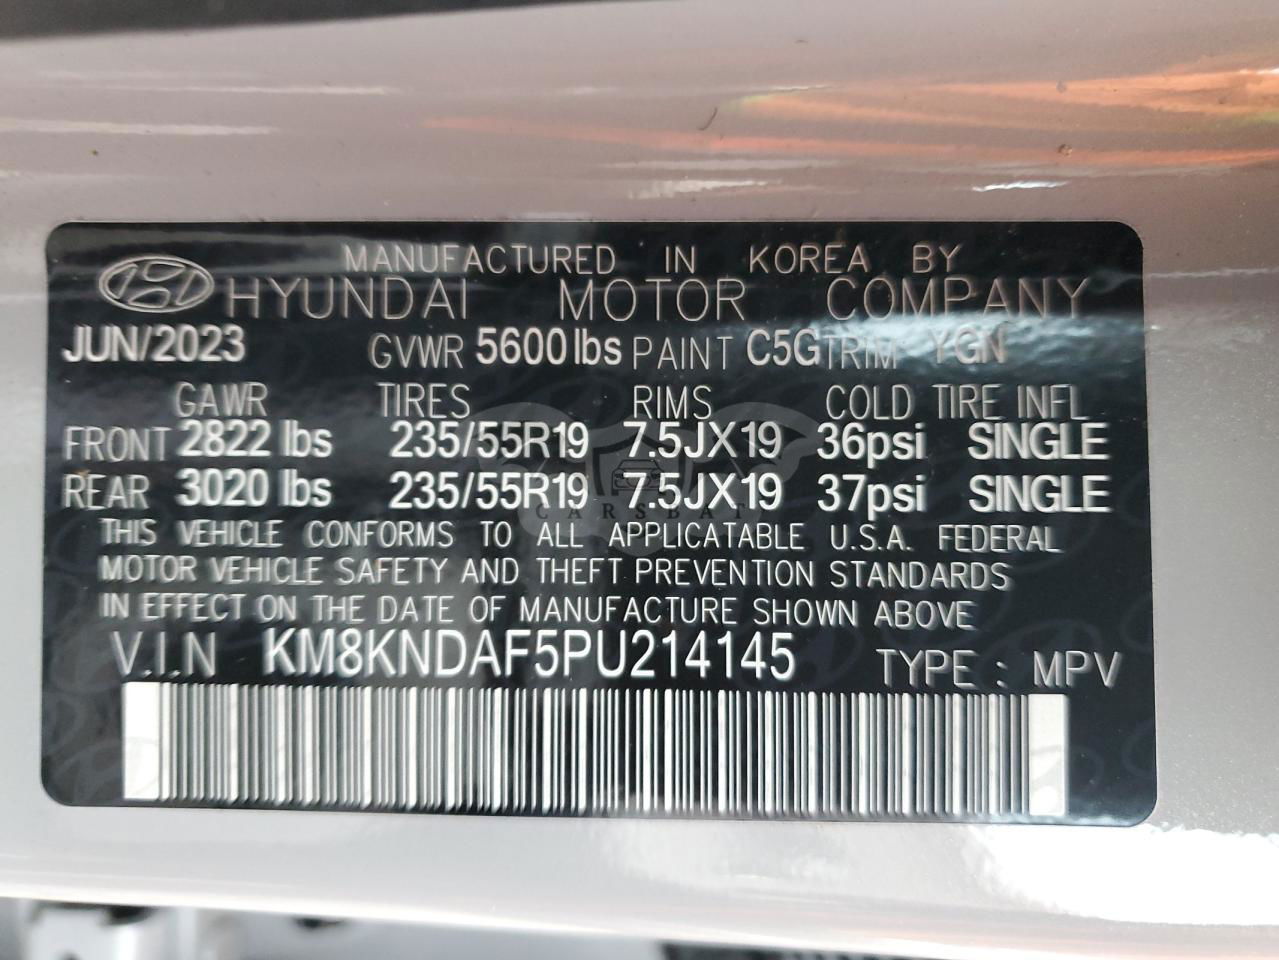 MANUFACTURED IN KOREA BY
HYUNDAI MOTOR COMPANY
JUN/2023 GVWR 5600 lbs PAINT C5G TRIM YGN
GAWR TIRES RIMS COLD TIRE INFL
FRONT 2822 lbs 235/55R19 7.5JX19 36psi SINGLE
REAR 3020 lbs 235/55R19 7.5JX19 37psi SINGLE
CARSBAT
THIS VEHICLE CONFORMS TO ALL APPLICATABLE U.S.A. FEDERAL
MOTOR VEHICLE SAFETY AND THEFT PREVENTION STANDARDS
IN EFFECT ON THE DATE OF MANUFACTURE SHOWN ABOVE
V.I.N KM8KNDAF5PU214145 TYPE : MPV